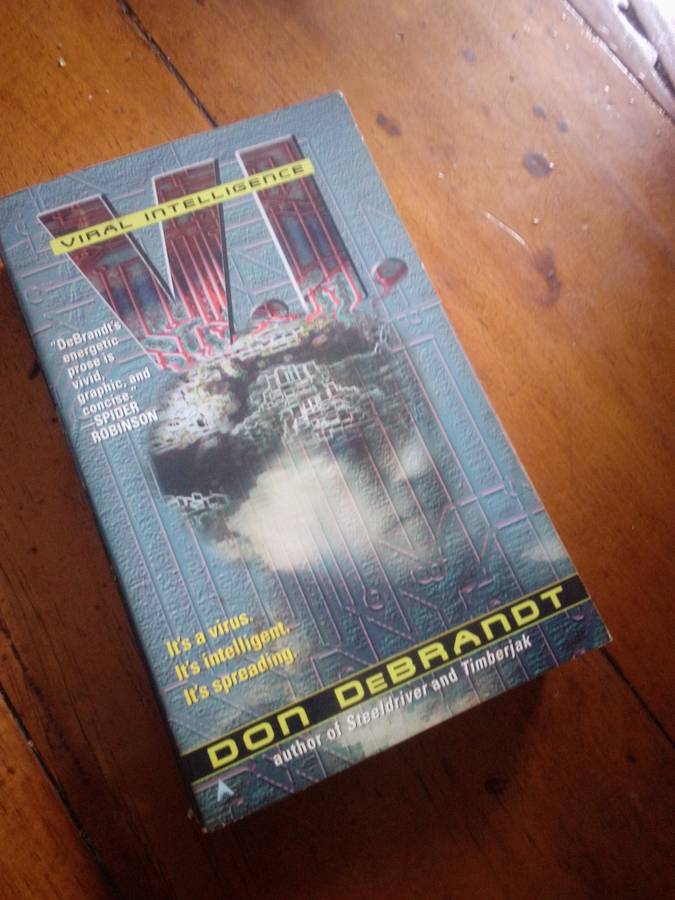 V.I.
VIRAL INTELLIGENCE
"DeBrandt's
energetic
prose is
vivid,
graphic, and
concise."
—SPIDER
ROBINSON
It's a virus.
It's intelligent.
It's spreading.
DON DEBRANDT
author of Steeldriver and Timberjak